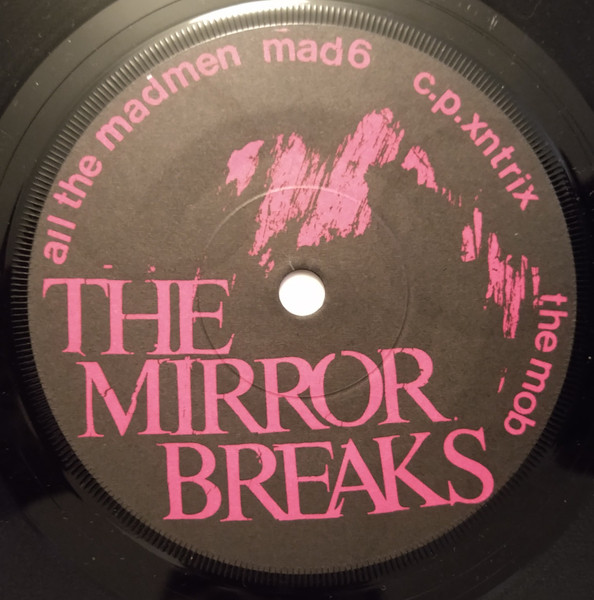 all the madmen mad6 c.p.xntrix
the mob
THE
MIRROR
BREAKS